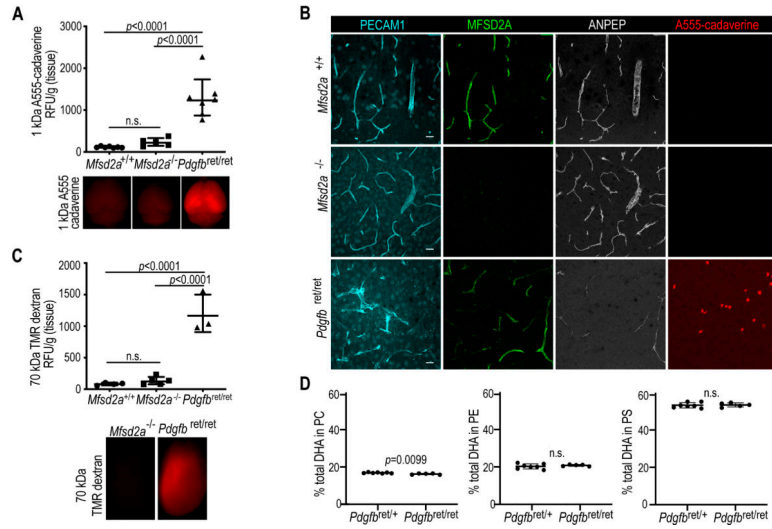 A
p<0.0001
p<0.0001
1 kDa A555-cadaverine
RFU/g (tissue)
2500
2000
1500
1000
500
0
n.s.
Mfsd2a+/+ Mfsd2a-/- Pdgfbret/ret
1 kDa A555
cadaverine
B
PECAM1 MFSD2A ANPEP A555-cadaverine
Mfsd2a +/+
Mfsd2a -/-
Pdgfb ret/ret
C
p<0.0001
p<0.0001
70 kDa TMR dextran
RFU/g (tissue)
2000
1500
1000
500
0
n.s.
Mfsd2a+/+ Mfsd2a-/- Pdgfbret/ret
Mfsd2a-/- Pdgfb ret/ret
70 kDa
TMR dextran
D
% total DHA in PC
60
40
20
0
p=0.0099
Pdgfbret/+ Pdgfbret/ret
% total DHA in PE
60
40
20
0
n.s.
Pdgfbret/+ Pdgfbret/ret
% total DHA in PS
60
40
20
0
n.s.
Pdgfbret/+ Pdgfbret/ret